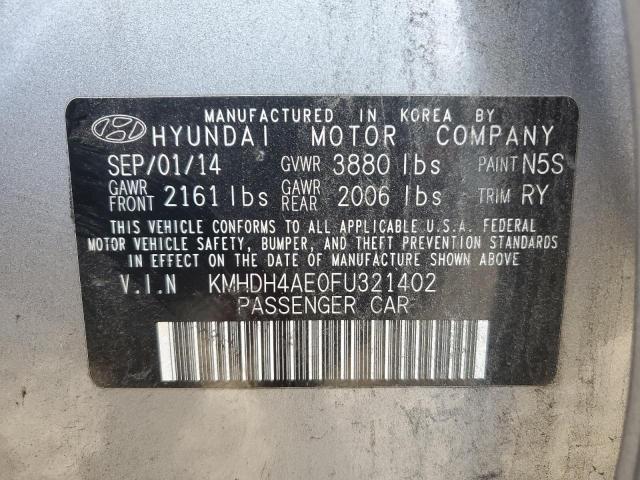 MANUFACTURED IN KOREA BY
HYUNDAI MOTOR COMPANY
SEP/01/14 GVWR 3880 lbs PAINT N5S
GAWR FRONT 2161 lbs GAWR REAR 2006 lbs TRIM RY
THIS VEHICLE CONFORMS TO ALL APPLICABLE U.S.A. FEDERAL
MOTOR VEHICLE SAFETY, BUMPER, AND THEFT PREVENTION STANDARDS
IN EFFECT ON THE DATE OF MANUFACTURE SHOWN ABOVE.
V.I.N KMHDH4AE0FU321402
PASSENGER CAR